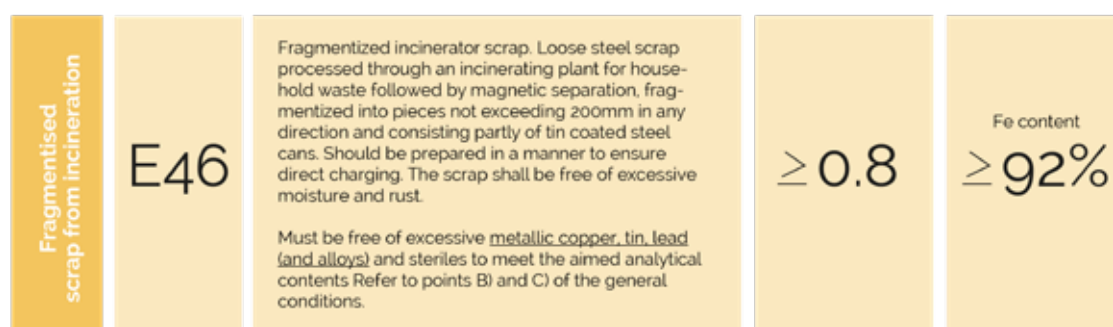 Fragmentised
scrap from incineration
E46
Fragmentized incinerator scrap. Loose steel scrap
processed through an incinerating plant for house-
hold waste followed by magnetic separation, frag-
mentized into pieces not exceeding 200mm in any
direction and consisting partly of tin coated steel
cans. Should be prepared in a manner to ensure
direct charging. The scrap shall be free of excessive
moisture and rust.
Must be free of excessive metallic copper, tin, lead
(and alloys) and steriles to meet the aimed analytical
contents Refer to points B) and C) of the general
conditions.
≥ 0.8
Fe content
≥ 92%